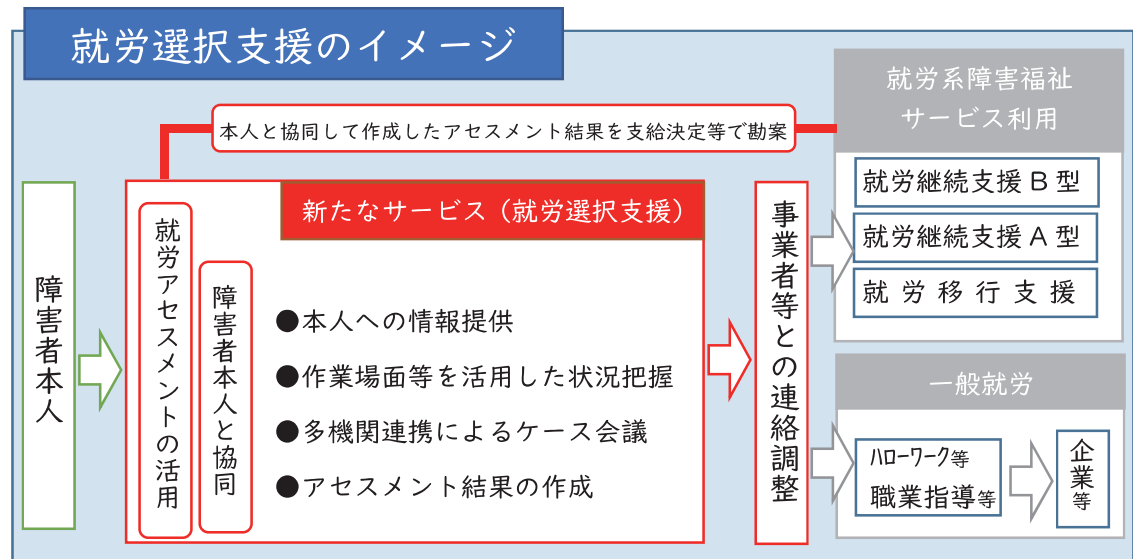 就労選択支援のイメージ
本人と協同して作成したアセスメント結果を支給決定等で勘案
障害者本人
就労アセスメントの活用
障害者本人と協同
新たなサービス（就労選択支援）
●本人への情報提供
●作業場面等を活用した状況把握
●多機関連携によるケース会議
●アセスメント結果の作成
事業者等との連絡調整
就労系障害福祉
サービス利用
就労継続支援B型
就労継続支援A型
就労移行支援
一般就労
ﾊﾛｰﾜｰｸ等
職業指導等
企業等